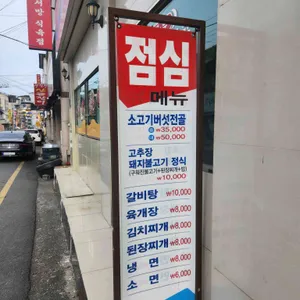 점심
메뉴
소고기버섯전골
소 ₩35,000
대 ₩50,000
고추장
돼지불고기 정식
₩10,000
갈비탕 ₩10,000
육개장 ₩8,000
김치찌개 ₩8,000
된장찌개 ₩8,000
냉면 ₩8,000
소면 ₩6,000